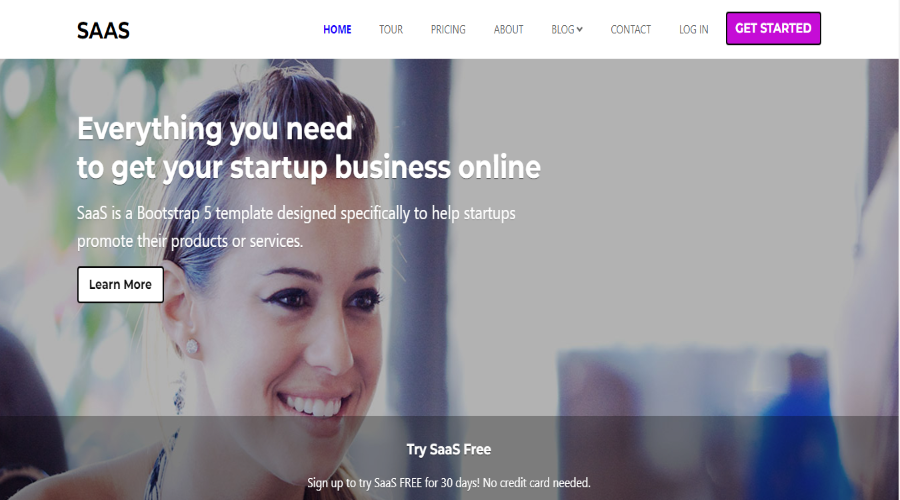 SAAS
HOME
TOUR
PRICING
ABOUT
BLOG
CONTACT
LOG IN
GET STARTED
Everything you need
to get your startup business online
SaaS is a Bootstrap 5 template designed specifically to help startups
promote their products or services.
Learn More
Try SaaS Free
Sign up to try SaaS FREE for 30 days! No credit card needed.